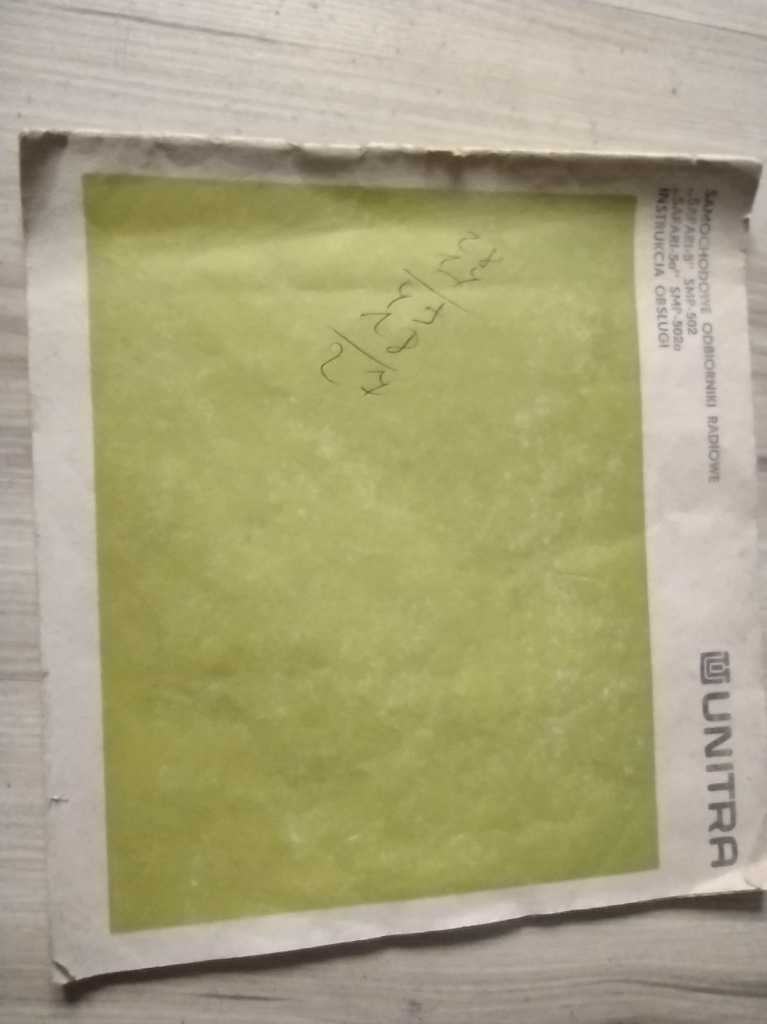 SAMOCHODOWE ODBIORNIKI RADIOWE
„SAFARI-5" SMP-502
„SAFARI-5a" SMP-502a
INSTRUKCJA OBSŁUGI
UNITRA